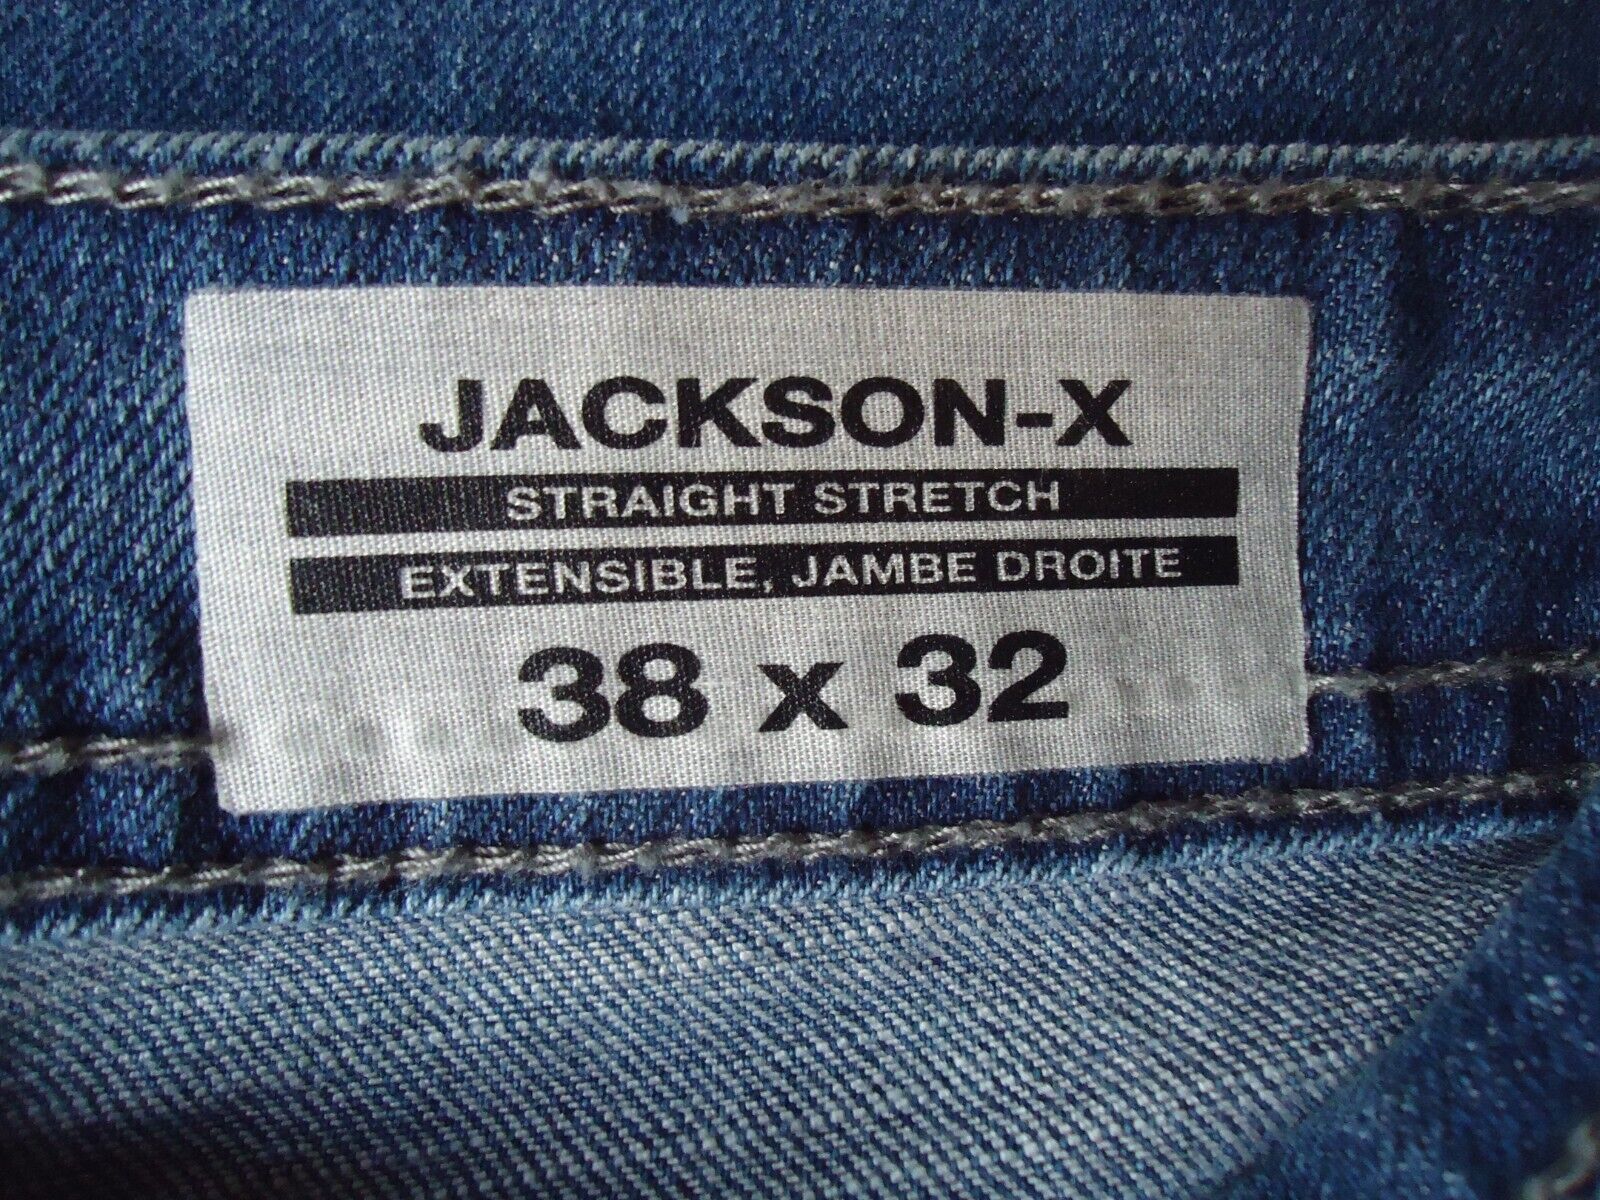 JACKSON-X
STRAIGHT STRETCH
EXTENSIBLE, JAMBE DROITE
38 x 32